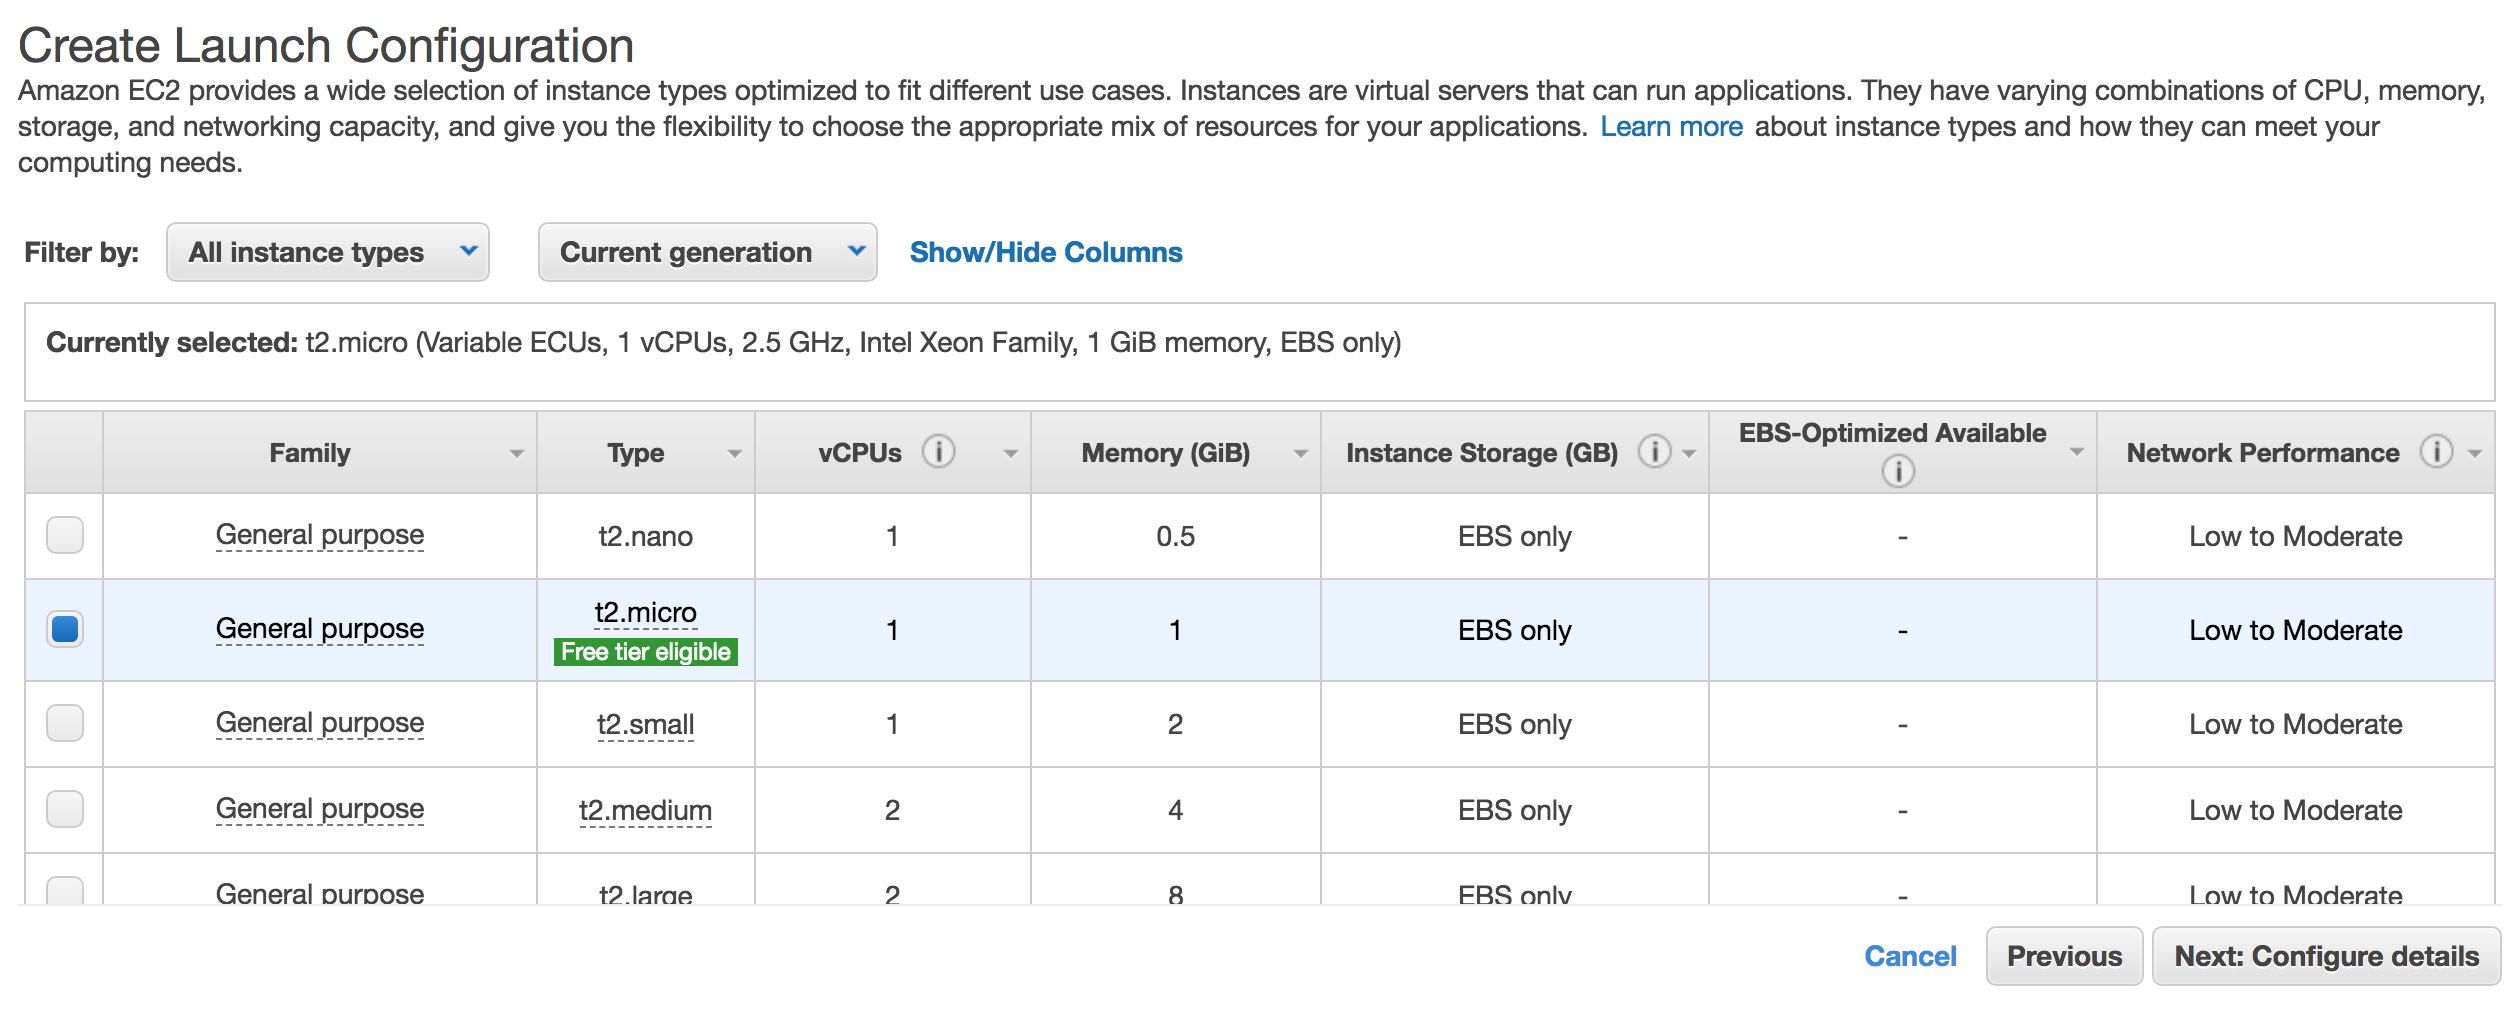 Create Launch Configuration
Amazon EC2 provides a wide selection of instance types optimized to fit different use cases. Instances are virtual servers that can run applications. They have varying combinations of CPU, memory,
storage, and networking capacity, and give you the flexibility to choose the appropriate mix of resources for your applications. Learn more about instance types and how they can meet your
computing needs.
Filter by: All instance types Current generation Show/Hide Columns
Currently selected: t2.micro (Variable ECUs, 1 vCPUs, 2.5 GHz, Intel Xeon Family, 1 GiB memory, EBS only)
Family Type vCPUs Memory (GiB) Instance Storage (GB) EBS-Optimized Available Network Performance
General purpose t2.nano 1 0.5 EBS only - Low to Moderate
General purpose t2.micro 1 1 EBS only - Low to Moderate
Free tier eligible
General purpose t2.small 1 2 EBS only - Low to Moderate
General purpose t2.medium 2 4 EBS only - Low to Moderate
General purpose t2.large 2 8 EBS only - Low to Moderate
Cancel Previous Next: Configure details